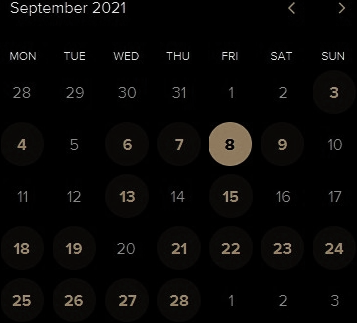 September 2021 < >
MON TUE WED THU FRI SAT SUN
28 29 30 31 1 2 3
4 5 6 7 8 9 10
11 12 13 14 15 16 17
18 19 20 21 22 23 24
25 26 27 28 1 2 3